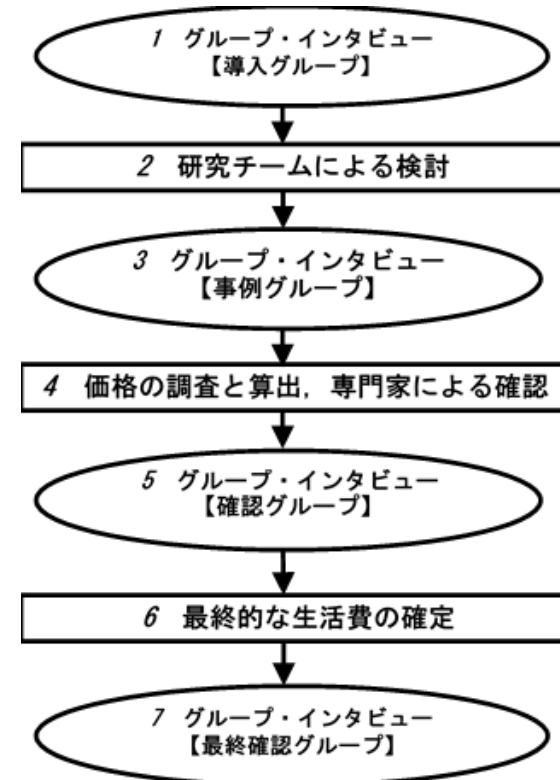 1 グループ・インタビュー
【導入グループ】
2 研究チームによる検討
3 グループ・インタビュー
【事例グループ】
4 価格の調査と算出，専門家による確認
5 グループ・インタビュー
【確認グループ】
6 最終的な生活費の確定
7 グループ・インタビュー
【最終確認グループ】